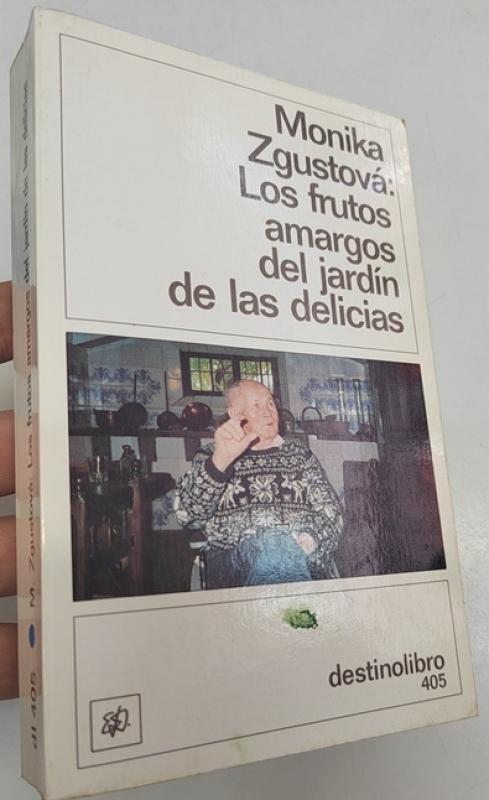 Monika
Zgustová:
Los frutos
amargos
del jardín
de las delicias
destinolibro
405
dl 405 ● M. Zgustová: Los frutos amargos del jardín de las delicias